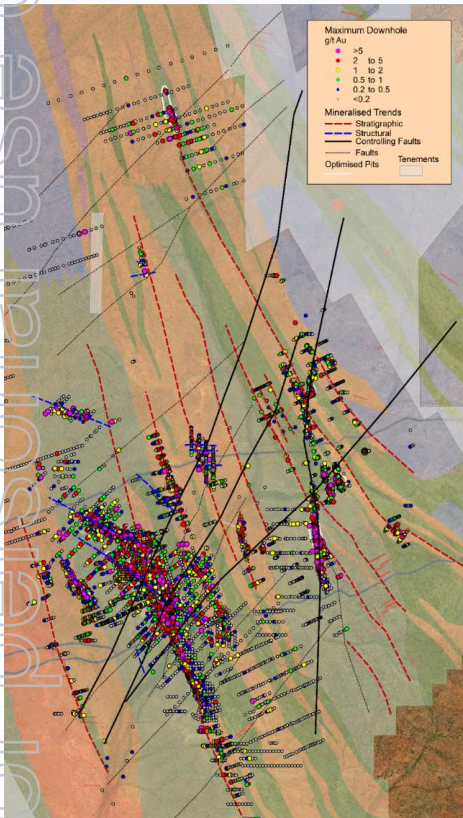 Maximum Downhole
g/t Au
>5
2 to 5
1 to 2
0.5 to 1
0.2 to 0.5
<0.2
Mineralised Trends
Stratigraphic
Structural
Controlling Faults
Faults
Optimised Pits
Tenements